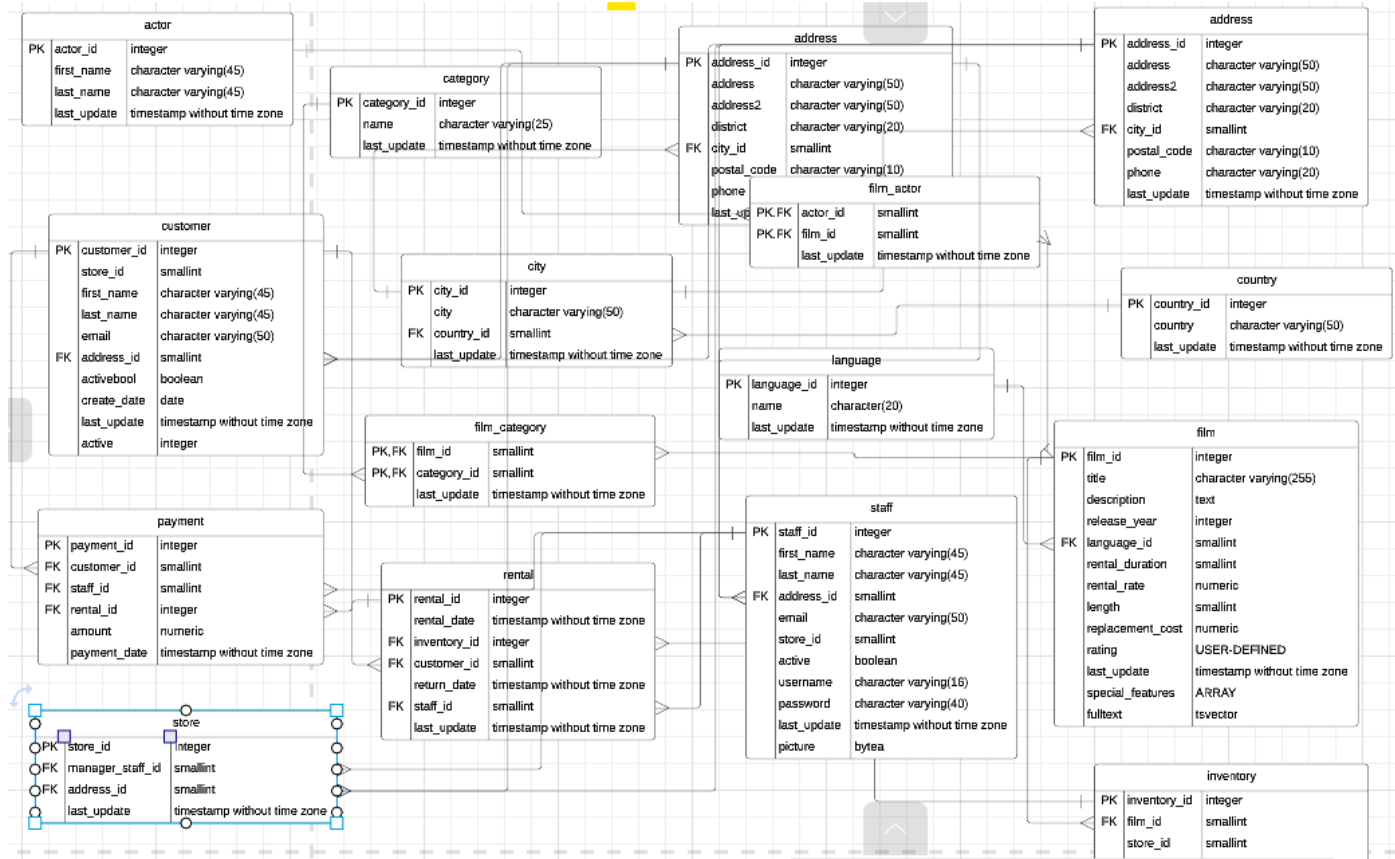 actor
PK actor_id integer
first_name character varying(45)
last_name character varying(45)
last_update timestamp without time zone
category
PK category_id integer
name character varying(25)
last_update timestamp without time zone
address
PK address_id integer
address character varying(50)
address2 character varying(50)
district character varying(20)
FK city_id smallint
postal_code character varying(10)
phone
last_up
address
PK address_id integer
address character varying(50)
address2 character varying(50)
district character varying(20)
FK city_id smallint
postal_code character varying(10)
phone character varying(20)
last_update timestamp without time zone
film_actor
PK,FK actor_id smallint
PK,FK film_id smallint
last_update timestamp without time zone
customer
PK customer_id integer
store_id smallint
first_name character varying(45)
last_name character varying(45)
email character varying(50)
FK address_id smallint
activebool boolean
create_date date
last_update timestamp without time zone
active integer
city
PK city_id integer
city character varying(50)
FK country_id smallint
last_update timestamp without time zone
country
PK country_id integer
country character varying(50)
last_update timestamp without time zone
language
PK language_id integer
name character(20)
last_update timestamp without time zone
film_category
PK,FK film_id smallint
PK,FK category_id smallint
last_update timestamp without time zone
film
PK film_id integer
title character varying(255)
description text
release_year integer
FK language_id smallint
rental_duration smallint
rental_rate numeric
length smallint
replacement_cost numeric
rating USER-DEFINED
last_update timestamp without time zone
special_features ARRAY
fulltext tsvector
payment
PK payment_id integer
FK customer_id smallint
FK staff_id smallint
FK rental_id integer
amount numeric
payment_date timestamp without time zone
rental
PK rental_id integer
rental_date timestamp without time zone
FK inventory_id integer
FK customer_id smallint
return_date timestamp without time zone
FK staff_id smallint
last_update timestamp without time zone
staff
PK staff_id integer
first_name character varying(45)
last_name character varying(45)
FK address_id smallint
email character varying(50)
store_id smallint
active boolean
username character varying(16)
password character varying(40)
last_update timestamp without time zone
picture bytea
store
PK store_id integer
FK manager_staff_id smallint
FK address_id smallint
last_update timestamp without time zone
inventory
PK inventory_id integer
FK film_id smallint
store_id smallint